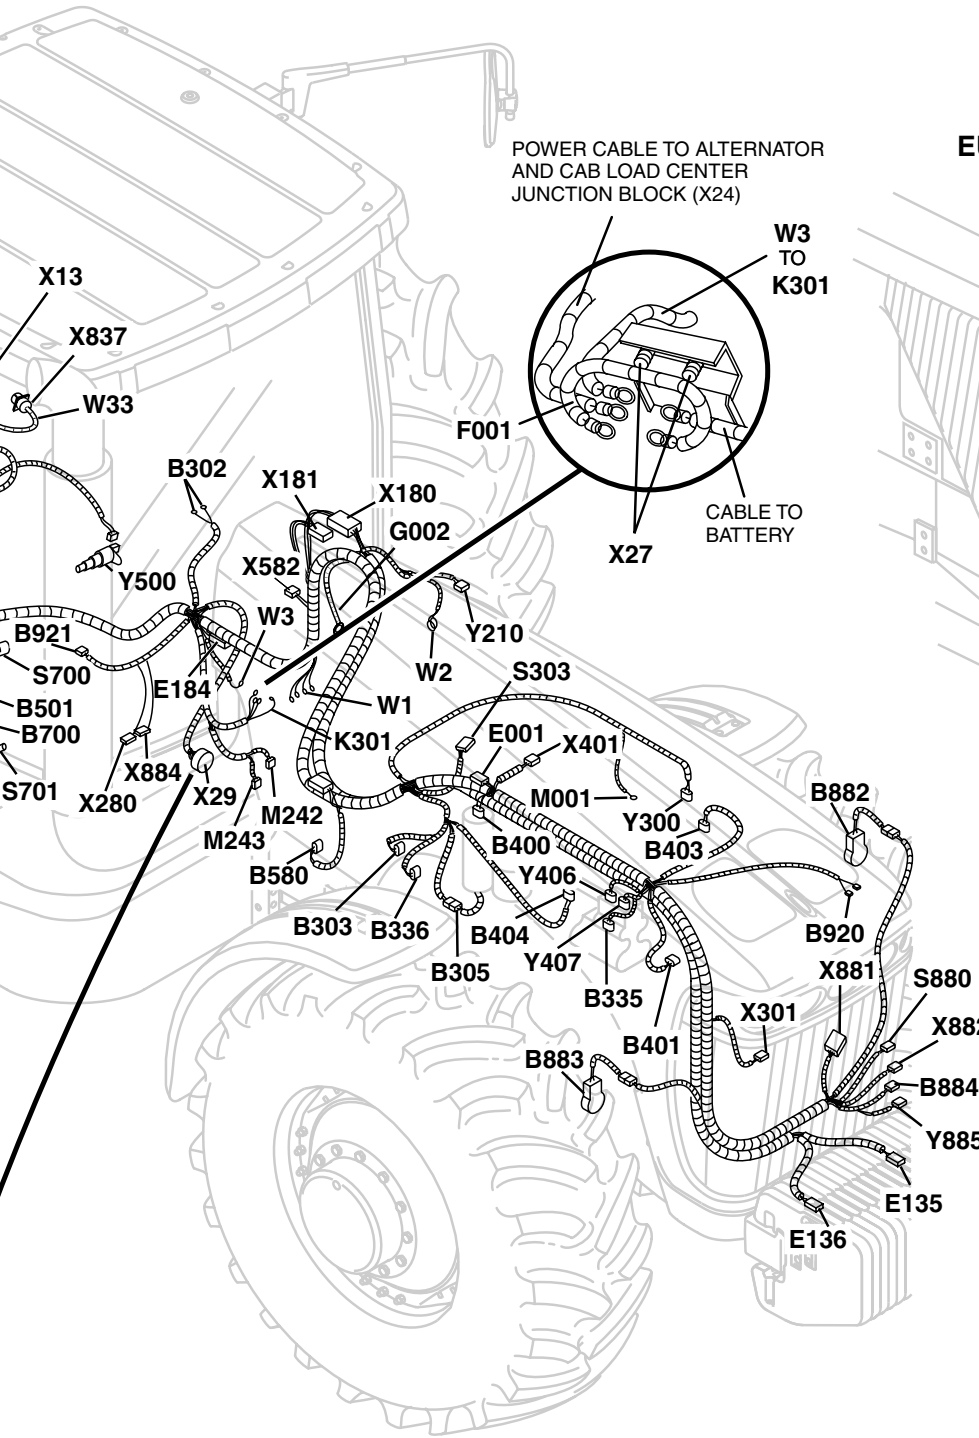 POWER CABLE TO ALTERNATOR
AND CAB LOAD CENTER
JUNCTION BLOCK (X24)
W3
TO
K301
X13
X837
W33
F001
B302
X181
X180
G002
CABLE TO
BATTERY
X27
X582
Y500
W3
Y210
B921
S700
W2
S303
E184
B501
W1
B700
E001
K301
X401
X884
S701
X280
X29
M242
M001
B882
M243
Y300
B400
B403
B580
Y406
B303
B336
B404
B920
Y407
B305
X881
S880
B335
X301
X882
B401
B883
B884
Y885
E135
E136